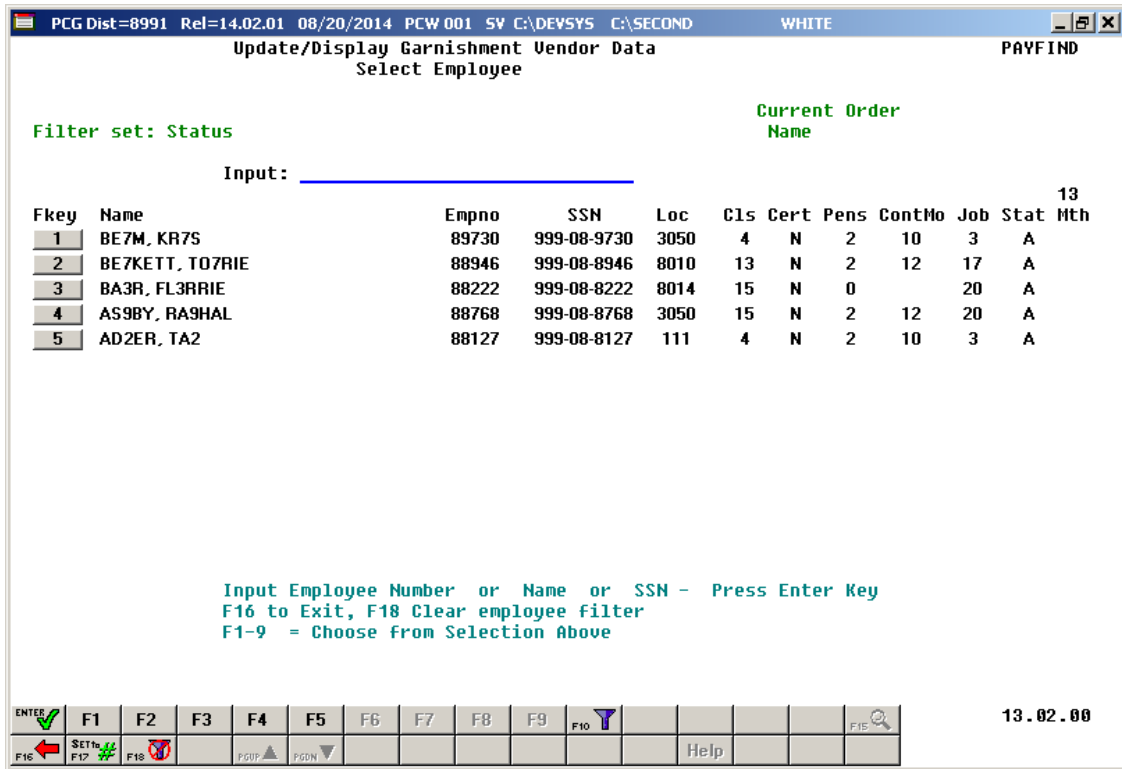 PCG Dist=8991 Rel=14.02.01 08/20/2014 PCW 001 SV C:\DEVSYS C:\SECOND WHITE
Update/Display Garnishment Vendor Data PAYFIND
Select Employee
Current Order
Filter set: Status Name
Input:
13
Fkey Name Empno SSN Loc Cls Cert Pens ContMo Job Stat Mth
1 BE7M, KR7S 89730 999-08-9730 3050 4 N 2 10 3 A
2 BE7KETT, TO7RIE 88946 999-08-8946 8010 13 N 2 12 17 A
3 BA3R, FL3RRIE 88222 999-08-8222 8014 15 N 0 20 A
4 AS9BY, RA9HAL 88768 999-08-8768 3050 15 N 2 12 20 A
5 AD2ER, TA2 88127 999-08-8127 111 4 N 2 10 3 A
Input Employee Number or Name or SSN - Press Enter Key
F16 to Exit, F18 Clear employee filter
F1-9 = Choose from Selection Above
ENTER F1 F2 F3 F4 F5 F6 F7 F8 F9 F10 F15 13.02.00
F16 SET to # F17 F18 PGUP PGDN Help